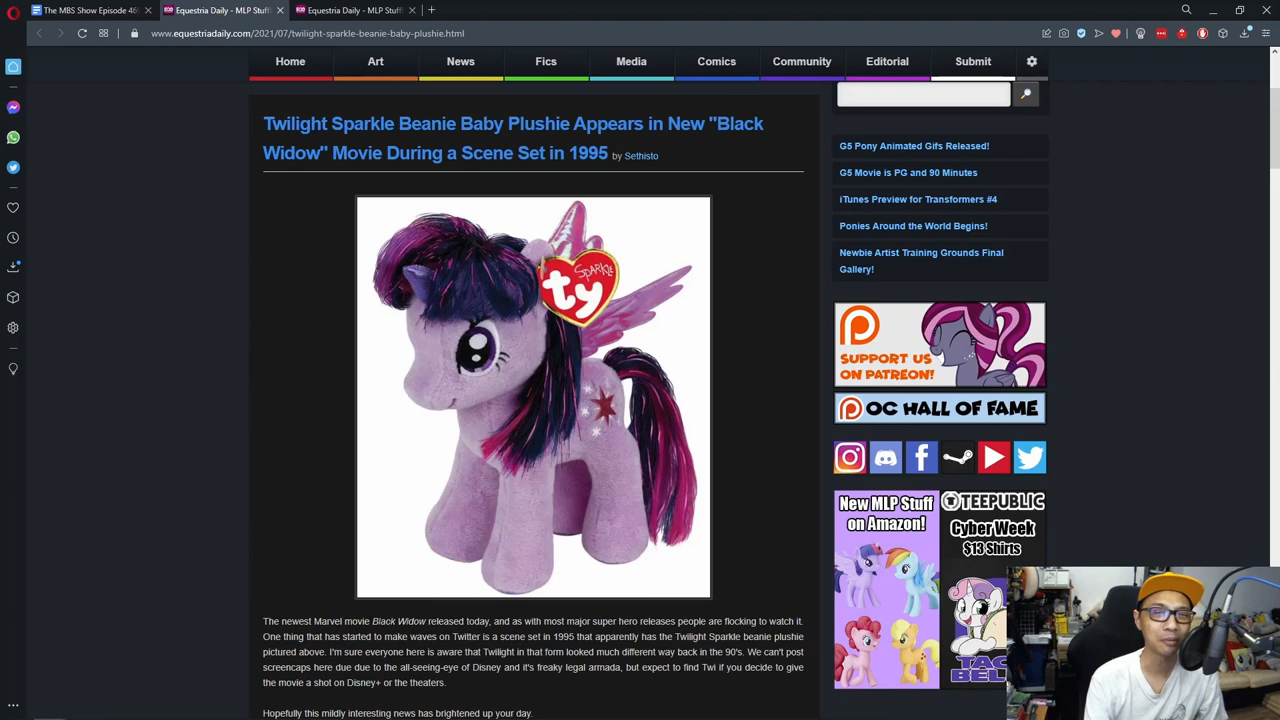 The MBS Show Episode 46
Equestria Daily - MLP Stuff
Equestria Daily - MLP Stuff
www.equestriadaily.com/2021/07/twilight-sparkle-beanie-baby-plushie.html
Home Art News Fics Media Comics Community Editorial Submit
Twilight Sparkle Beanie Baby Plushie Appears in New "Black
Widow" Movie During a Scene Set in 1995 by Sethisto
SPARKLE
ty
The newest Marvel movie Black Widow released today, and as with most major super hero releases people are flocking to watch it.
One thing that has started to make waves on Twitter is a scene set in 1995 that apparently has the Twilight Sparkle beanie plushie
pictured above. I'm sure everyone here is aware that Twilight in that form looked much different way back in the 90's. We can't post
screencaps here due due to the all-seeing-eye of Disney and it's freaky legal armada, but expect to find Twi if you decide to give
the movie a shot on Disney+ or the theaters.
Hopefully this mildly interesting news has brightened up your day.
G5 Pony Animated Gifs Released!
G5 Movie is PG and 90 Minutes
iTunes Preview for Transformers #4
Ponies Around the World Begins!
Newbie Artist Training Grounds Final
Gallery!
SUPPORT US
ON PATREON!
OC HALL OF FAME
New MLP Stuff
on Amazon!
TEEPUBLIC
Cyber Week
$13 Shirts
TAC
BEL